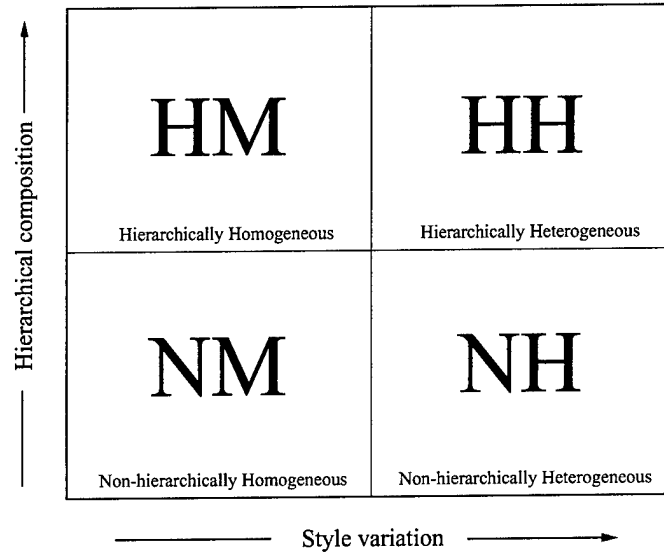 Hierarchical composition
HM
HH
Hierarchically Homogeneous
Hierarchically Heterogeneous
NM
NH
Non-hierarchically Homogeneous
Non-hierarchically Heterogeneous
Style variation